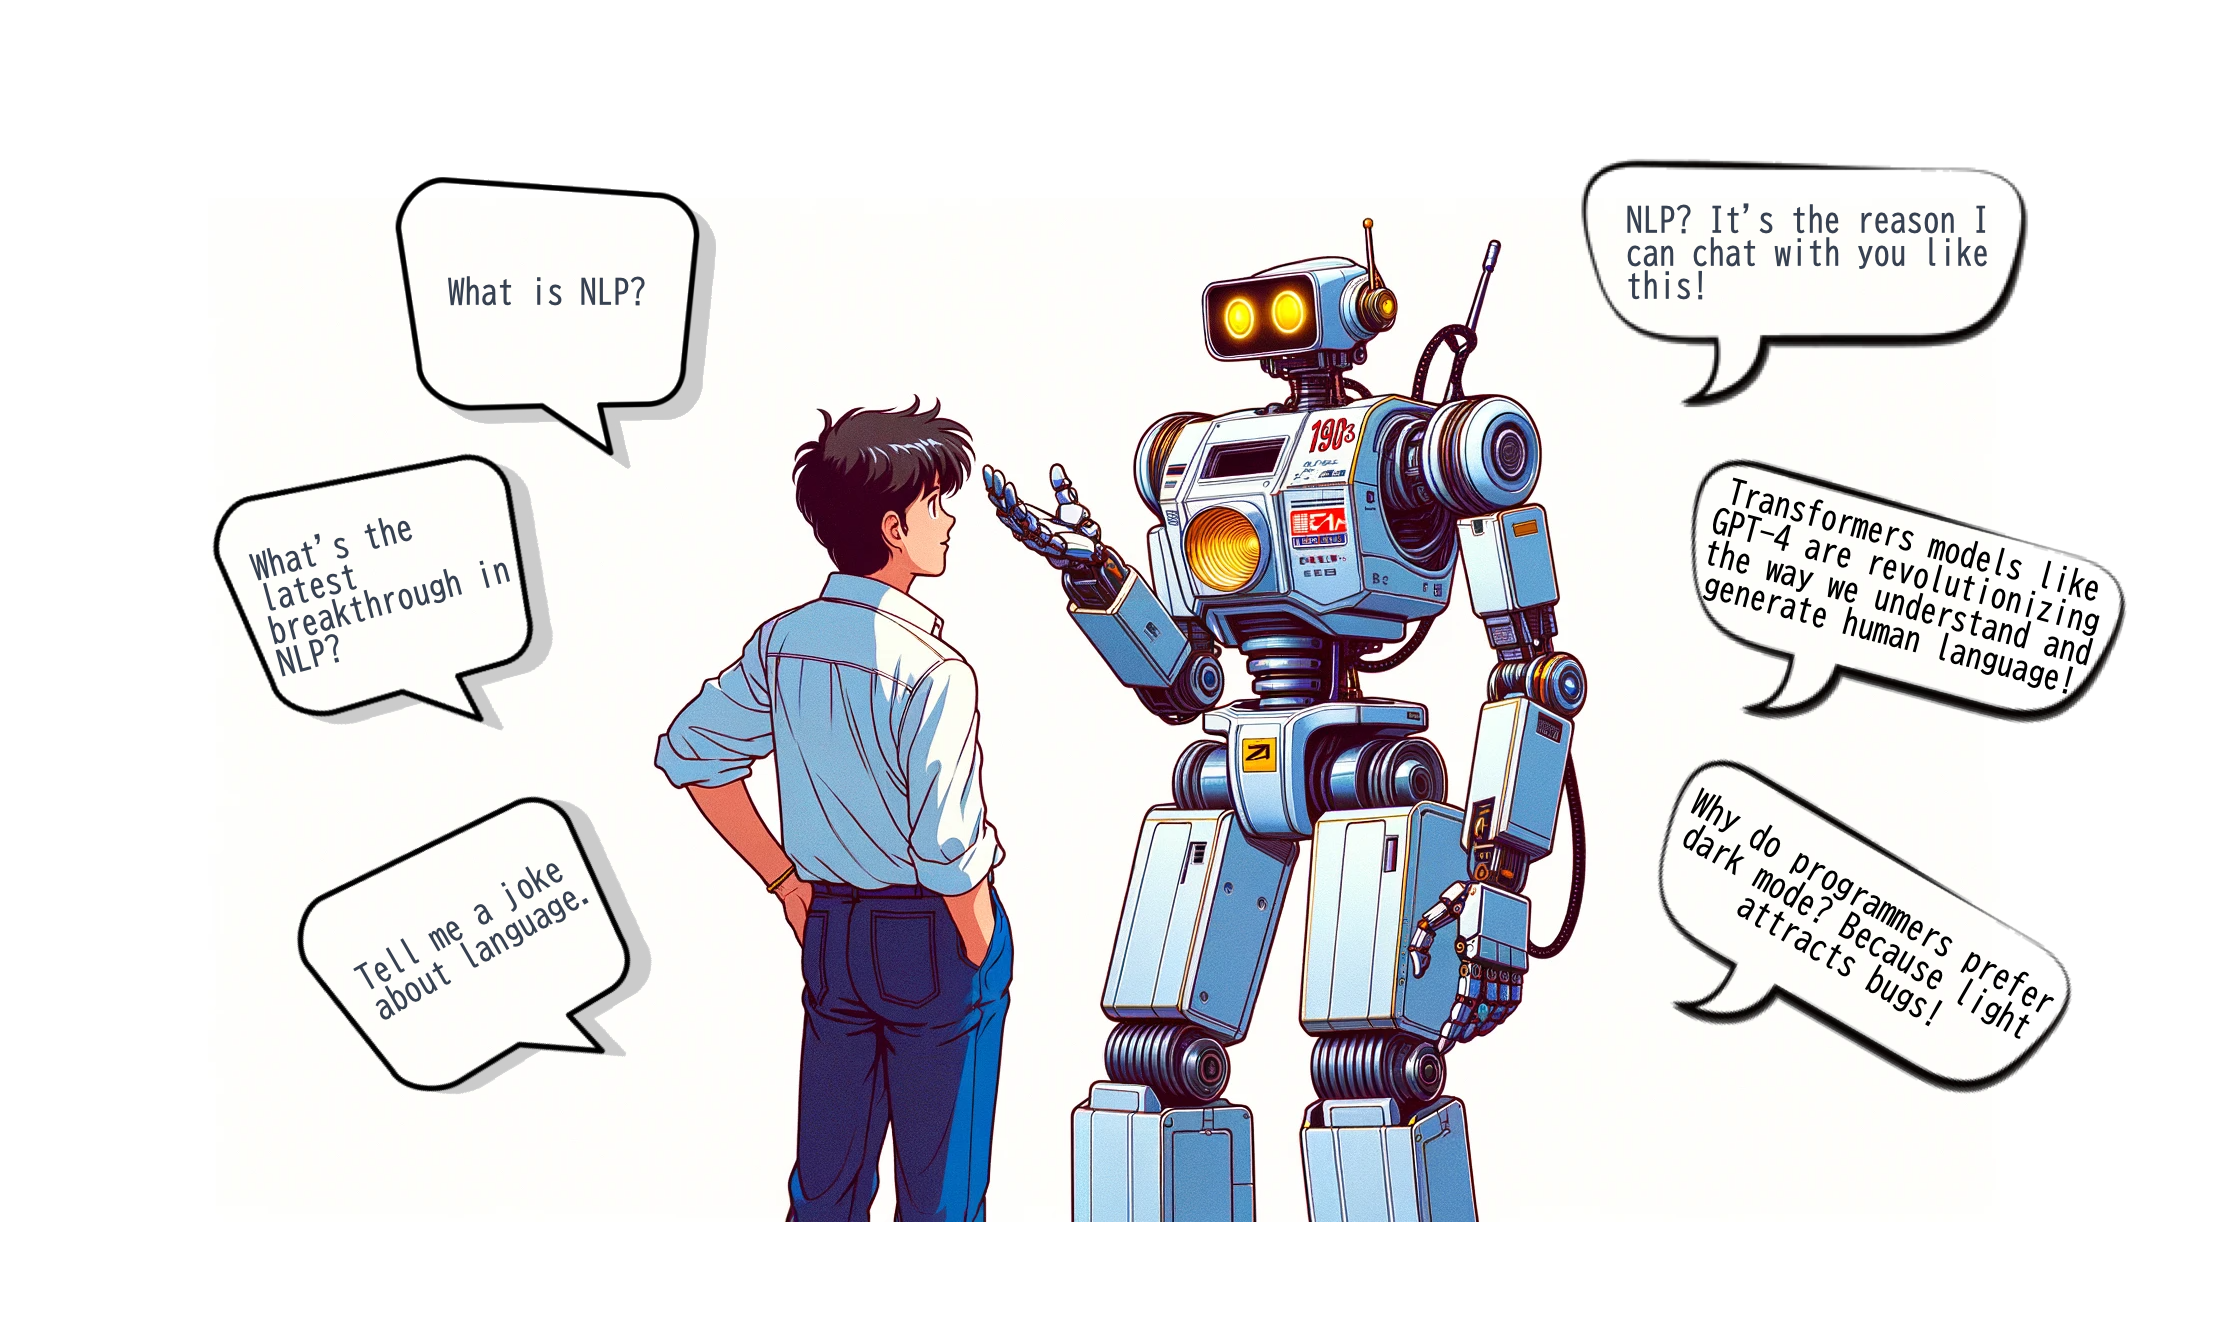 What is NLP?
What's the
latest
breakthrough in
NLP?
Tell me a joke
about language.
1903
NLP? It's the reason I
can chat with you like
this!
Transformers models like
GPT-4 are revolutionizing
the way we understand and
generate human language!
Why do programmers prefer
dark mode? Because light
attracts bugs!